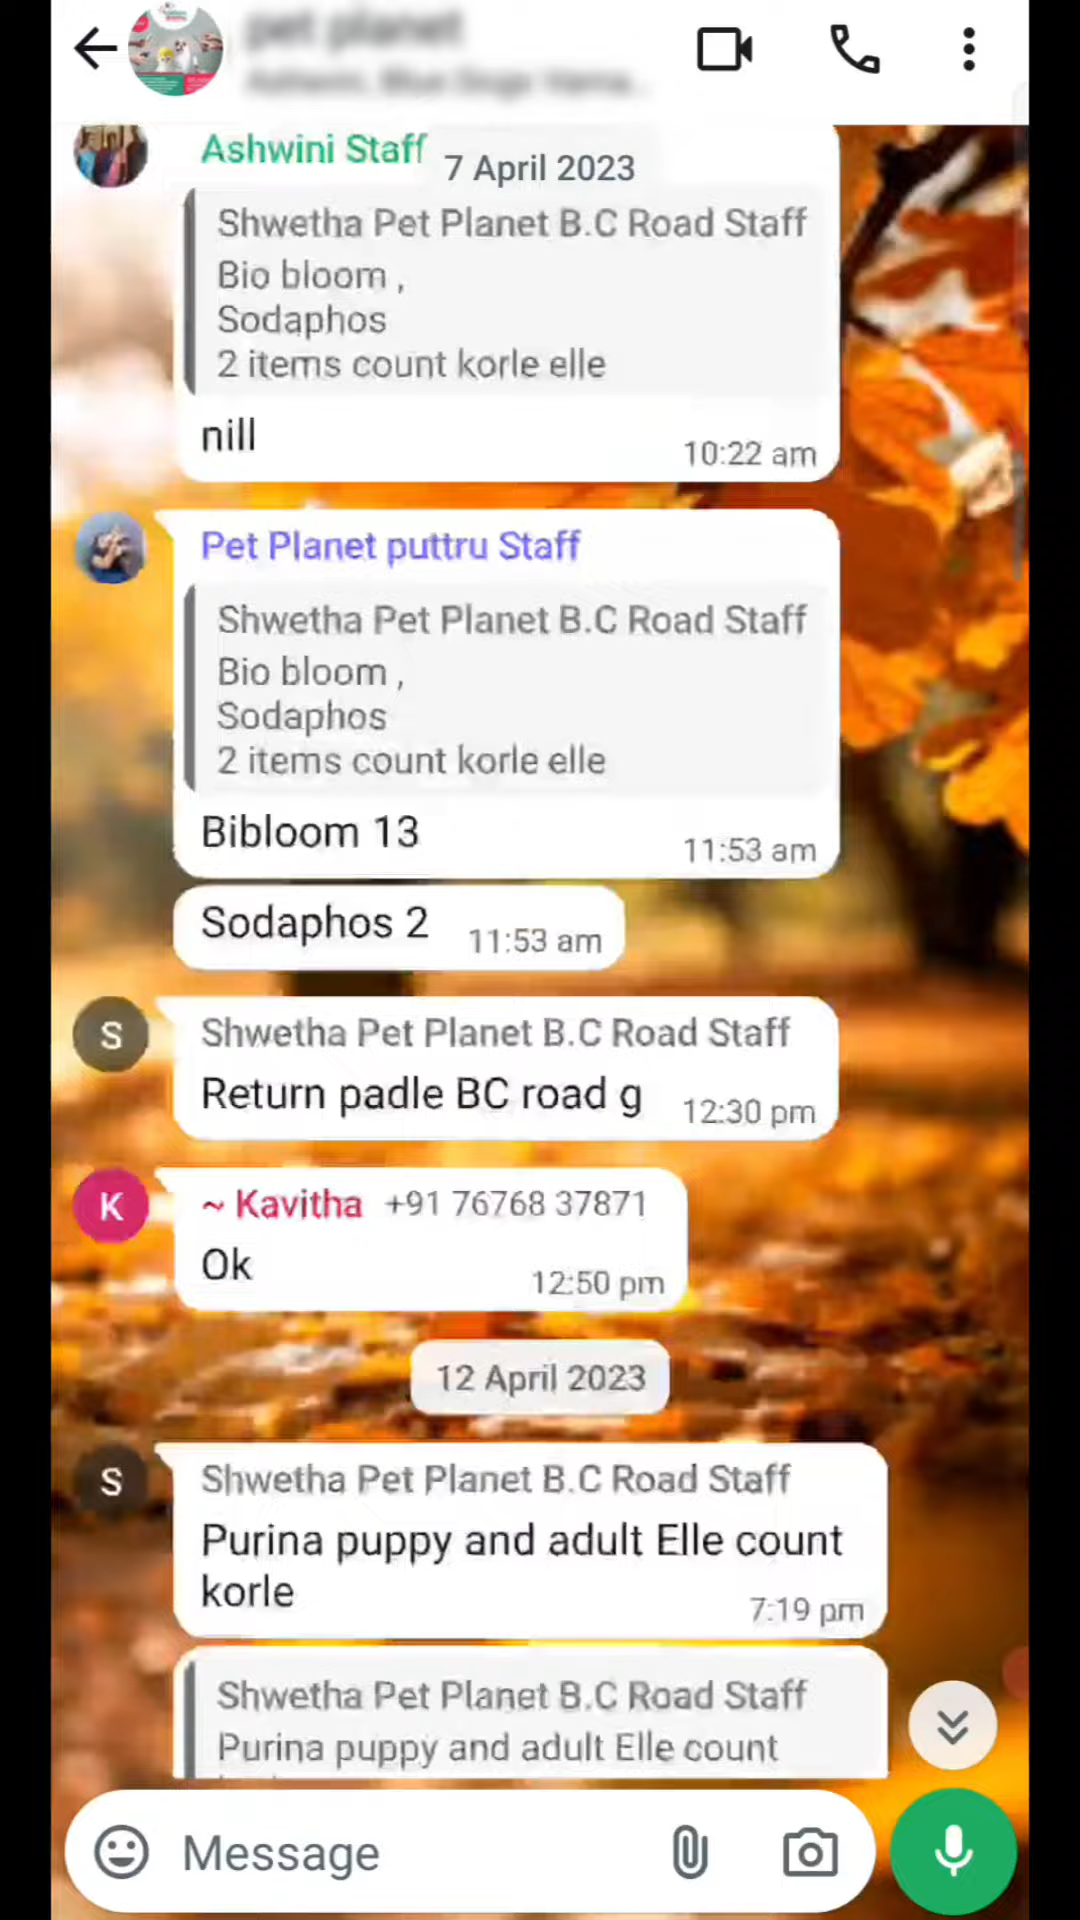 pet planet
Ashwini Staff
7 April 2023
Shwetha Pet Planet B.C Road Staff
Bio bloom ,
Sodaphos
2 items count korle elle
nill
10:22 am
Pet Planet puttru Staff
Shwetha Pet Planet B.C Road Staff
Bio bloom ,
Sodaphos
2 items count korle elle
Bibloom 13
11:53 am
Sodaphos 2
11:53 am
S
Shwetha Pet Planet B.C Road Staff
Return padle BC road g
12:30 pm
K
~ Kavitha +91 76768 37871
Ok
12:50 pm
12 April 2023
S
Shwetha Pet Planet B.C Road Staff
Purina puppy and adult Elle count
korle
7:19 pm
Shwetha Pet Planet B.C Road Staff
Purina puppy and adult Elle count
Message